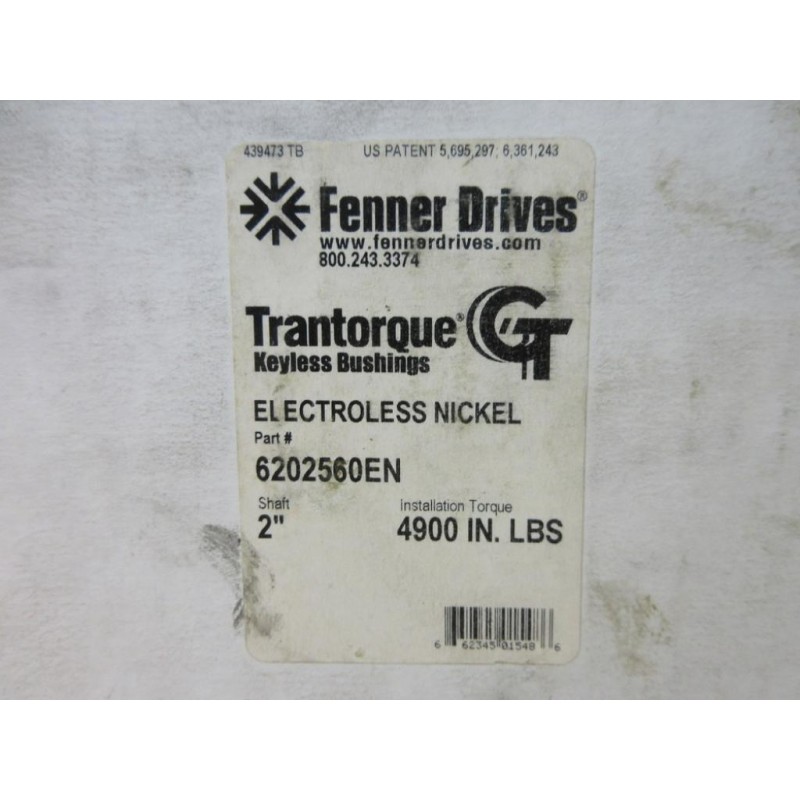 439473 TB US PATENT 5,695,297; 6,361,243
Fenner Drives®
www.fennerdrives.com
800.243.3374
Trantorque® GT
Keyless Bushings
ELECTROLESS NICKEL
Part #
6202560EN
Shaft Installation Torque
2" 4900 IN. LBS
6 62345 01548 6